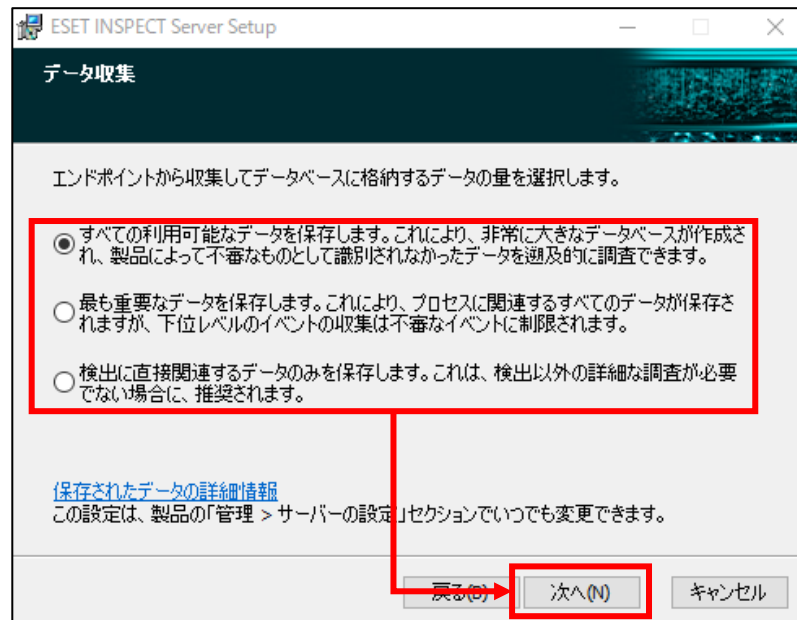 ESET INSPECT Server Setup
データ収集
エンドポイントから収集してデータベースに格納するデータの量を選択します。
すべての利用可能なデータを保存します。これにより、非常に大きなデータベースが作成さ
れ、製品によって不審なものとして識別されなかったデータを遡及的に調査できます。
最も重要なデータを保存します。これにより、プロセスに関連するすべてのデータが保存さ
れますが、下位レベルのイベントの収集は不審なイベントに制限されます。
検出に直接関連するデータのみを保存します。これは、検出以外の詳細な調査が必要
でない場合に、推奨されます。
保存されたデータの詳細情報
この設定は、製品の「管理 > サーバーの設定」セクションでいつでも変更できます。
戻る(B)
次へ(N)
キャンセル